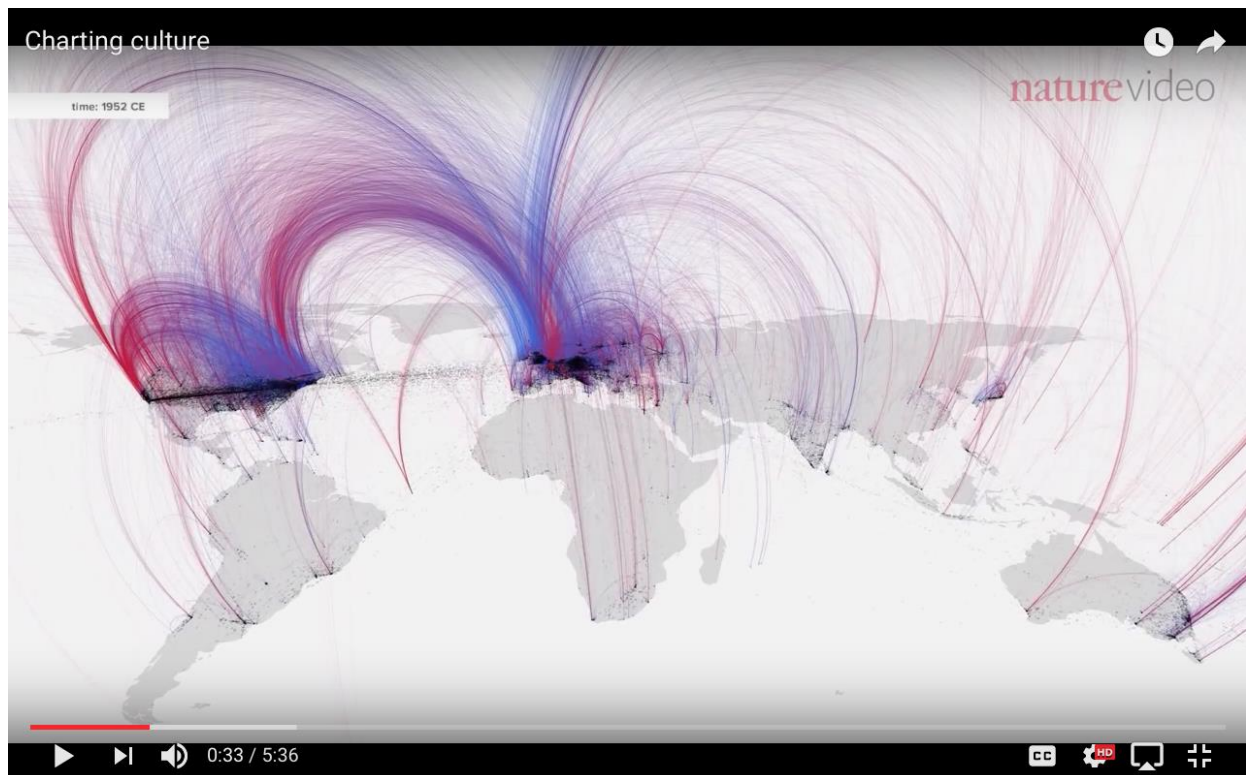 Charting culture
naturevideo
time: 1952 CE
0:33 / 5:36
CC
HD